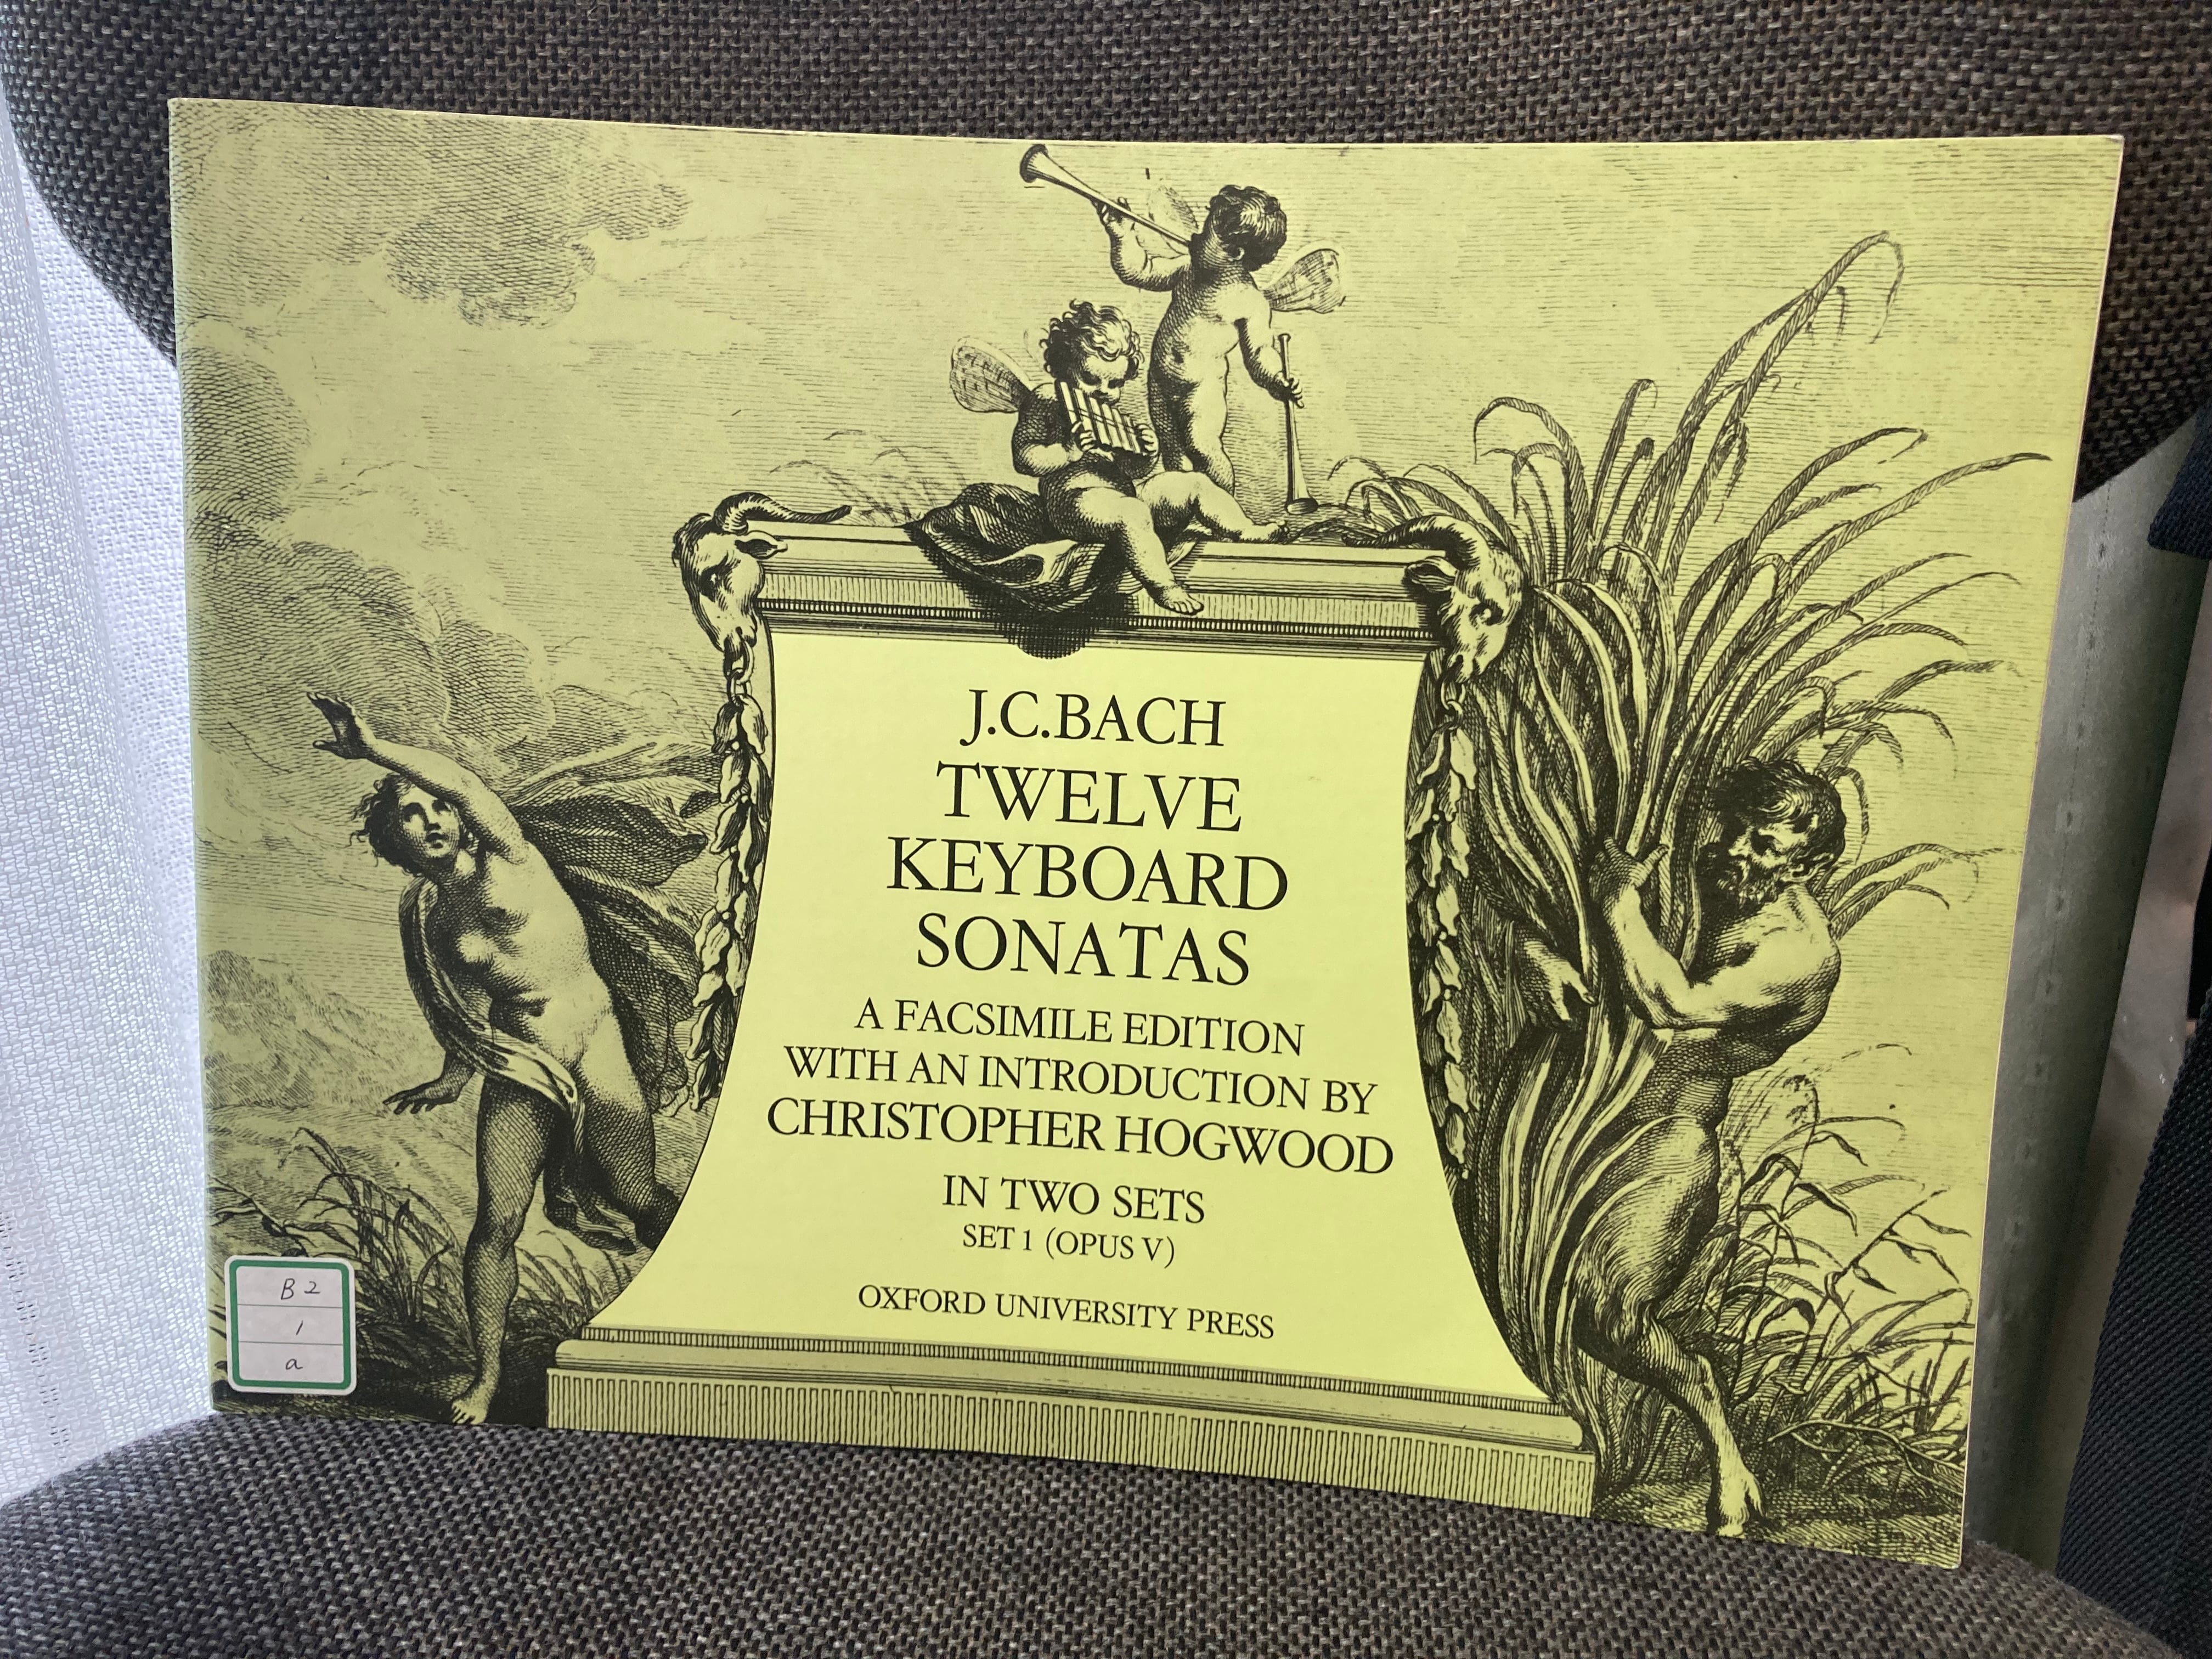 J.C.BACH
TWELVE
KEYBOARD
SONATAS
A FACSIMILE EDITION
WITH AN INTRODUCTION BY
CHRISTOPHER HOGWOOD
IN TWO SETS
SET 1 (OPUS V)
OXFORD UNIVERSITY PRESS
B2
1
a